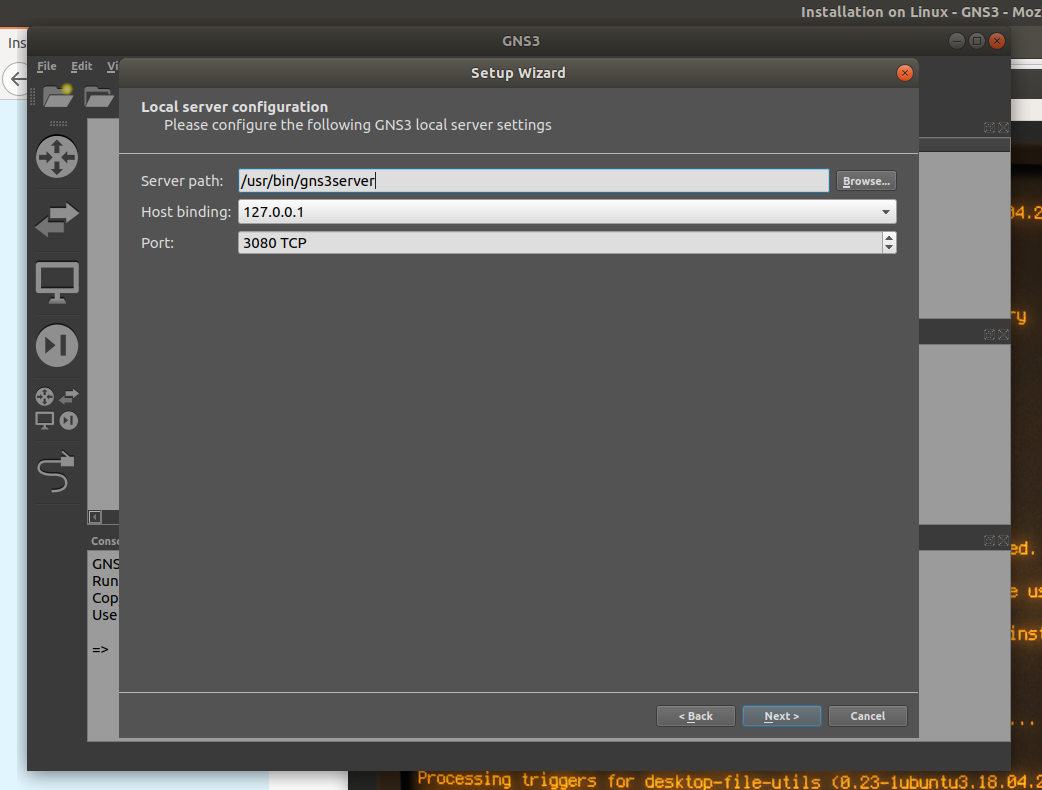 Installation on Linux - GNS3 - Moz
Ins
GNS3
File Edit Vi
Setup Wizard
Local server configuration
Please configure the following GNS3 local server settings
Server path: /usr/bin/gns3server Browse...
Host binding: 127.0.0.1
Port: 3080 TCP
04.2
ry
Conso
GNS
Run
Cop
Use
=>
ed.
e us
inst
...
< Back Next > Cancel
Processing triggers for desktop-file-utils (0.23-1ubuntu3.18.04.2